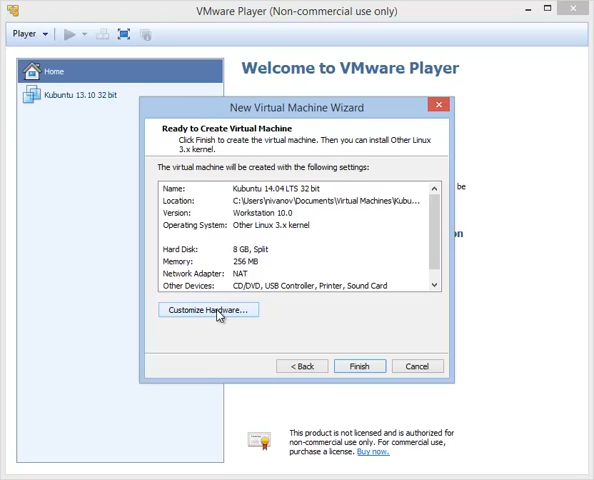 VMware Player (Non-commercial use only)
Player
Home
Kubuntu 13.10 32 bit
Welcome to VMware Player
New Virtual Machine Wizard
Ready to Create Virtual Machine
Click Finish to create the virtual machine. Then you can install Other Linux
3.x kernel.
The virtual machine will be created with the following settings:
Name: Kubuntu 14.04 LTS 32 bit
Location: C:\Users\nivanov\Documents\Virtual Machines\Kubu...
Version: Workstation 10.0
Operating System: Other Linux 3.x kernel
Hard Disk: 8 GB, Split
Memory: 256 MB
Network Adapter: NAT
Other Devices: CD/DVD, USB Controller, Printer, Sound Card
Customize Hardware...
< Back
Finish
Cancel
be
on
This product is not licensed and is authorized for
non-commercial use only. For commercial use,
purchase a license. Buy now.